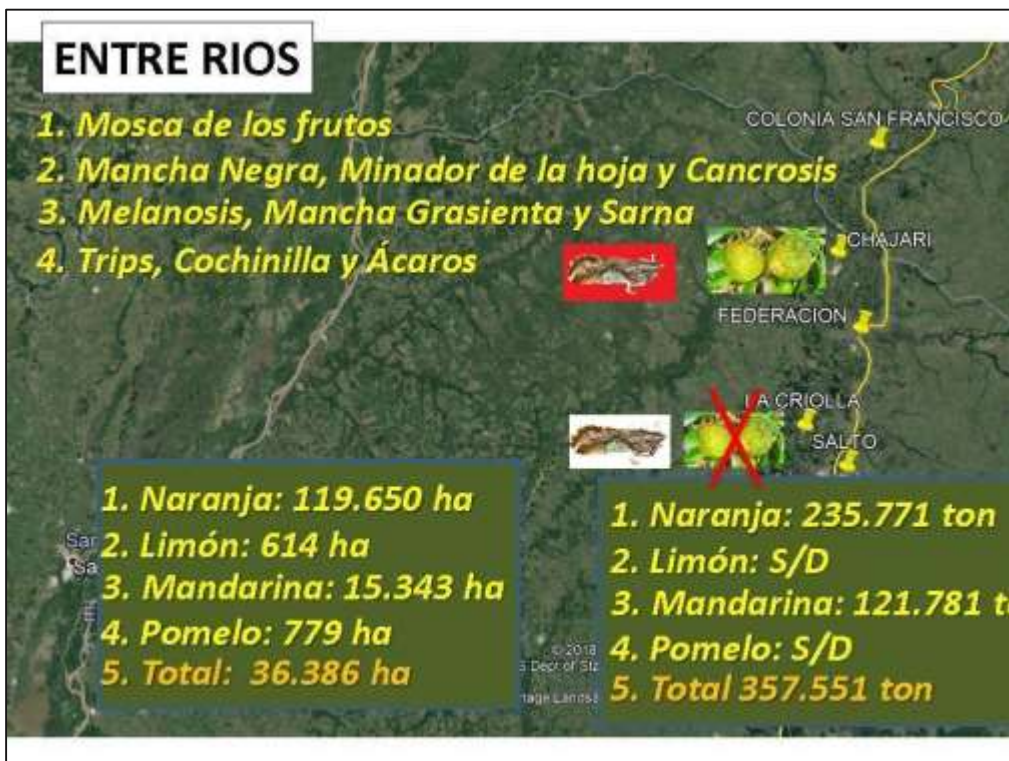 ENTRE RIOS
1. Mosca de los frutos
2. Mancha Negra, Minador de la hoja y Cancrosis
3. Melanosis, Mancha Grasienta y Sarna
4. Trips, Cochinilla y Ácaros
COLONIA SAN FRANCISCO
CHAJARI
FEDERACION
LA CRIOLLA
SALTO
1. Naranja: 119.650 ha
2. Limón: 614 ha
3. Mandarina: 15.343 ha
4. Pomelo: 779 ha
5. Total: 36.386 ha
1. Naranja: 235.771 ton
2. Limón: S/D
3. Mandarina: 121.781 t
4. Pomelo: S/D
5. Total 357.551 ton
© 2018
Dept of